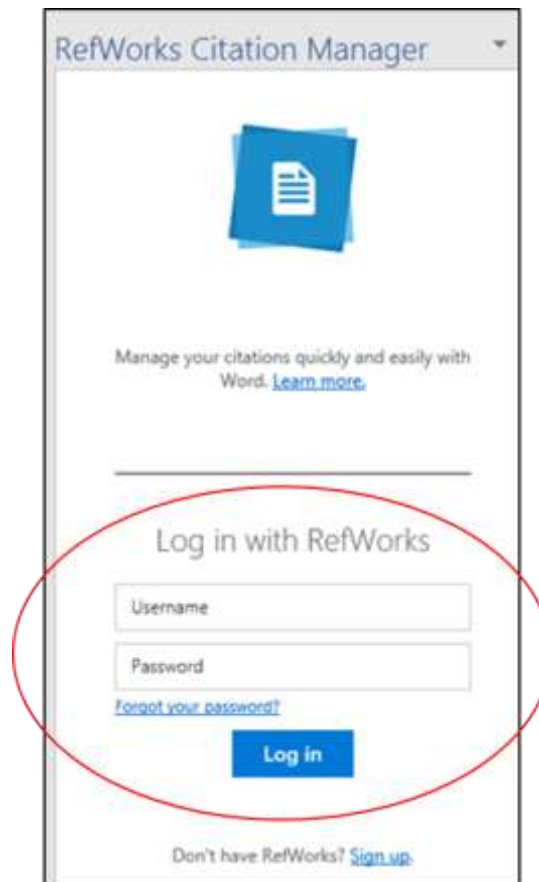 RefWorks Citation Manager
Manage your citations quickly and easily with
Word. Learn more.
Log in with RefWorks
Username
Password
Forgot your password?
Log in
Don't have RefWorks? Sign up.